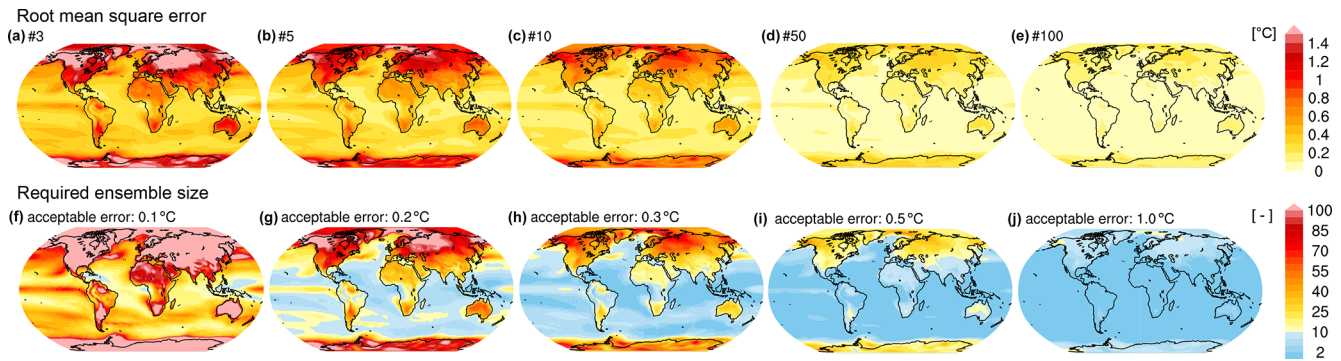 Root mean square error
(a) #3
(b) #5
(c) #10
(d) #50
(e) #100
[°C]
1.4
1.2
1
0.8
0.6
0.4
0.2
0
Required ensemble size
(f) acceptable error: 0.1 °C
(g) acceptable error: 0.2 °C
(h) acceptable error: 0.3 °C
(i) acceptable error: 0.5 °C
(j) acceptable error: 1.0 °C
[ - ]
100
85
70
55
40
25
10
2